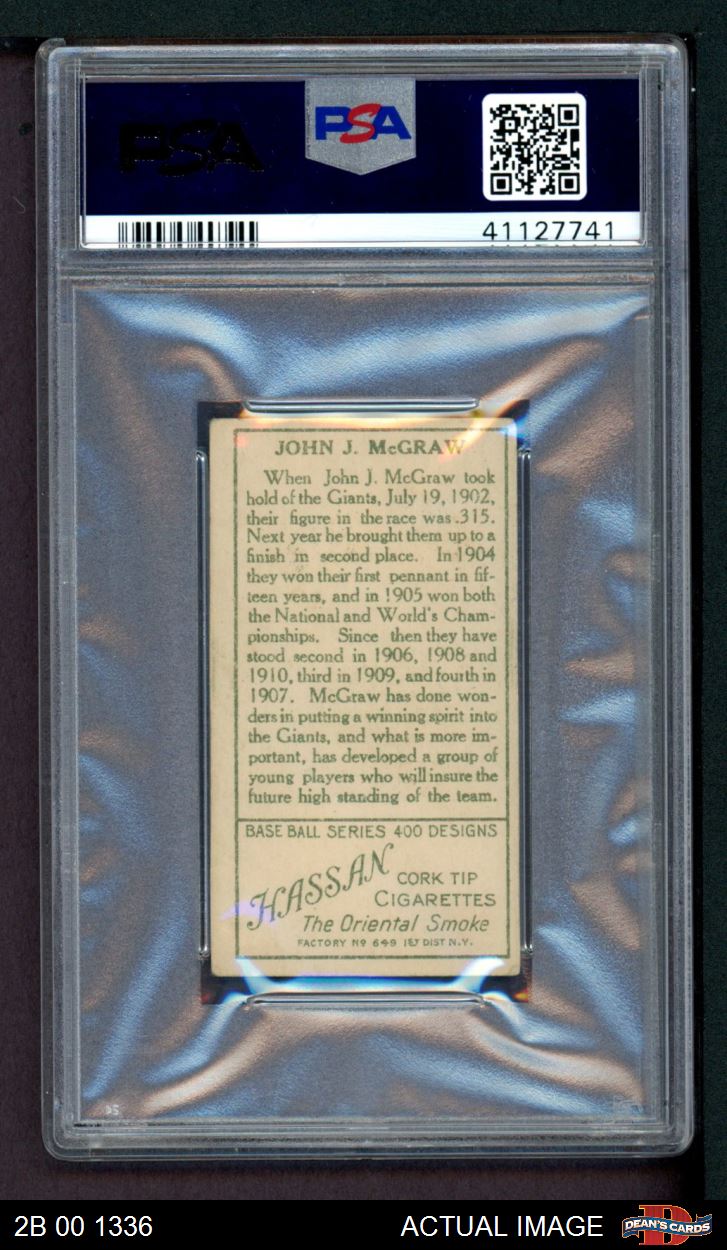 PSA
PSA
41127741
JOHN J. McGRAW
When John J. McGraw took
hold of the Giants, July 19, 1902,
their figure in the race was .315.
Next year he brought them up to a
finish in second place. In 1904
they won their first pennant in fif-
teen years, and in 1905 won both
the National and World's Cham-
pionships. Since then they have
stood second in 1906, 1908 and
1910, third in 1909, and fourth in
1907. McGraw has done won-
ders in putting a winning spirit into
the Giants, and what is more im-
portant, has developed a group of
young players who will insure the
future high standing of the team.
BASE BALL SERIES 400 DESIGNS
HASSAN CORK TIP
CIGARETTES
The Oriental Smoke
FACTORY Nº 649 1ST DIST N.Y.
2B 00 1336 ACTUAL IMAGE DEAN'S CARDS